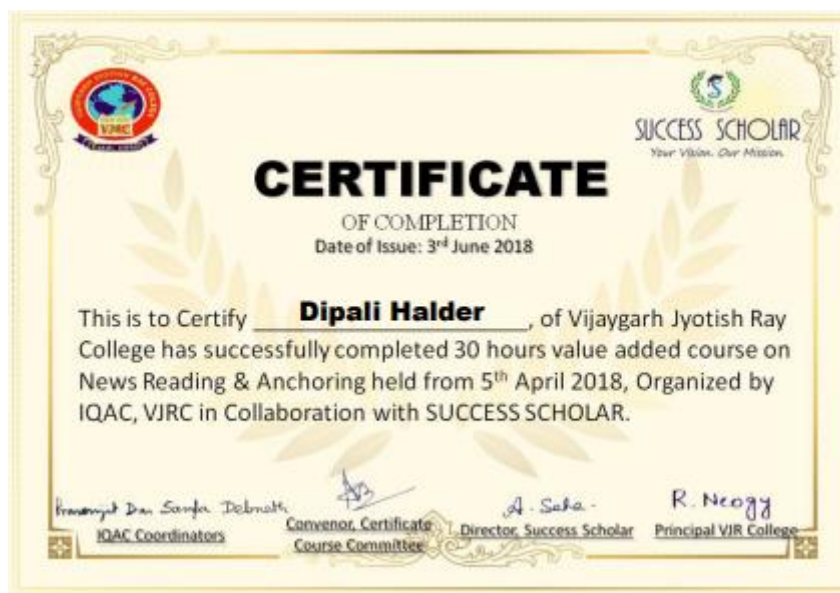 VJRC
SUCCESS SCHOLAR
Your Vision. Our Mission.
CERTIFICATE
OF COMPLETION
Date of Issue: 3rd June 2018
This is to Certify Dipali Halder, of Vijaygarh Jyotish Ray
College has successfully completed 30 hours value added course on
News Reading & Anchoring held from 5th April 2018, Organized by
IQAC, VJRC in Collaboration with SUCCESS SCHOLAR.
Sampa Debnath
A. Saha
R. Neogy
IQAC Coordinators
Convenor, Certificate
Course Committee
Director, Success Scholar
Principal VJR College